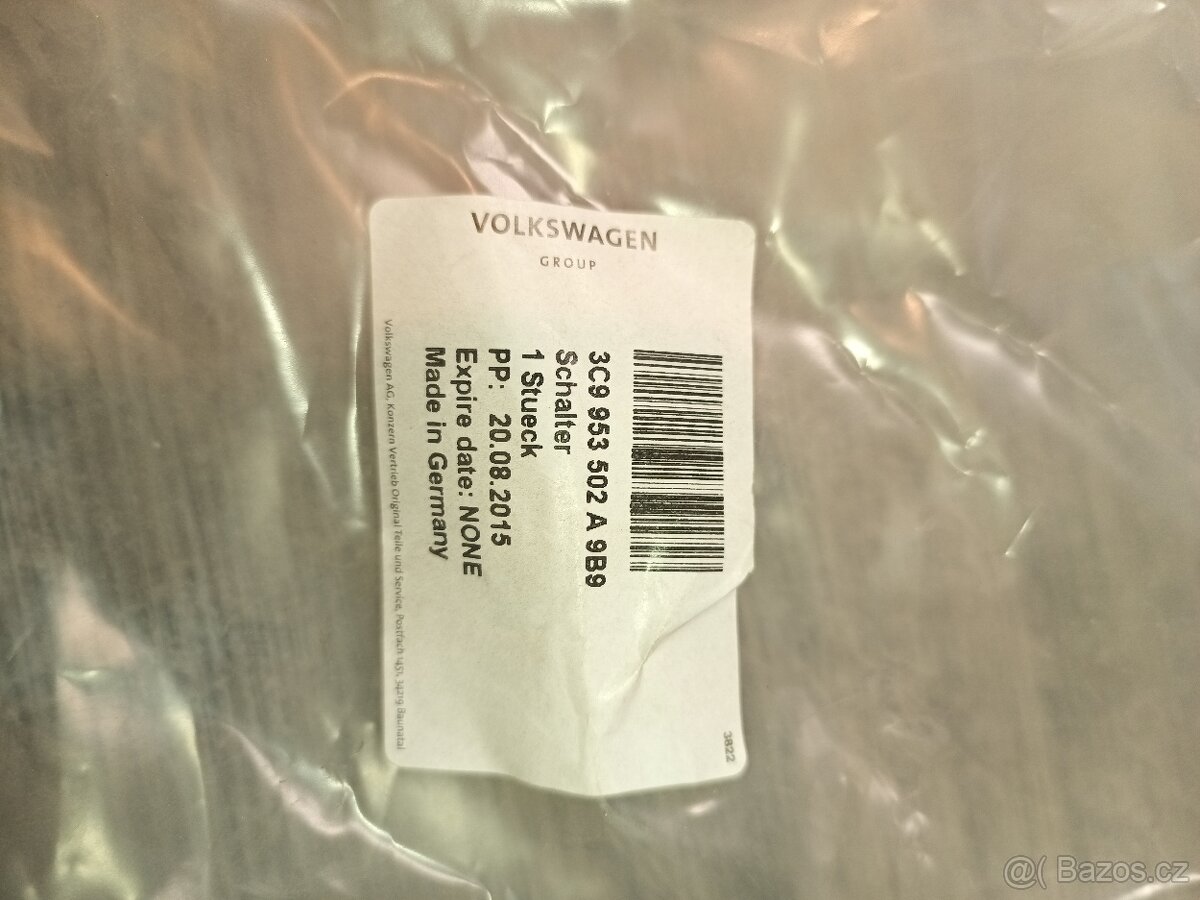 VOLKSWAGEN
GROUP
3C9 953 502 A 9B9
Schalter
1 Stueck
PP: 20.08.2015
Expire date: NONE
Made in Germany
Volkswagen AG, Konzern Vertrieb Original Teile und Service, Postfach 1451, 34219 Baunatal
3822
@( Bazos.cz